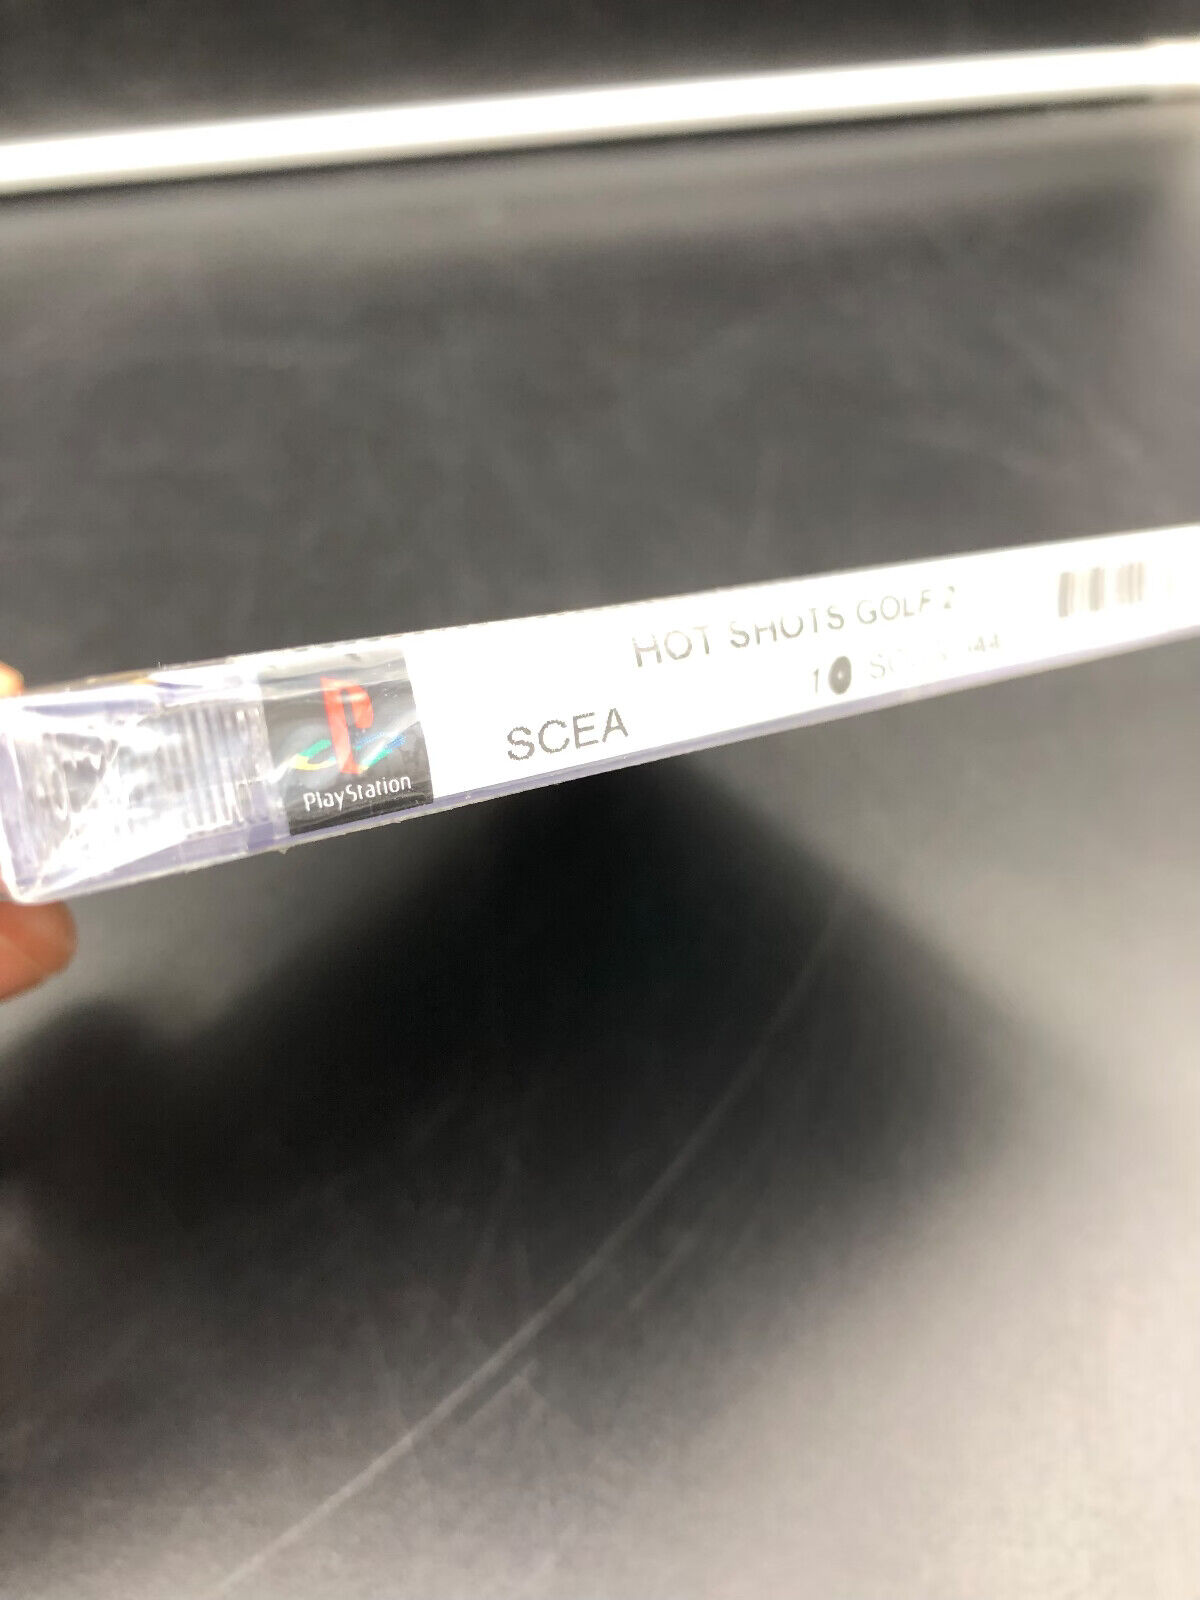 HOT SHOTS GOLF 2
1
SCEA
PlayStation